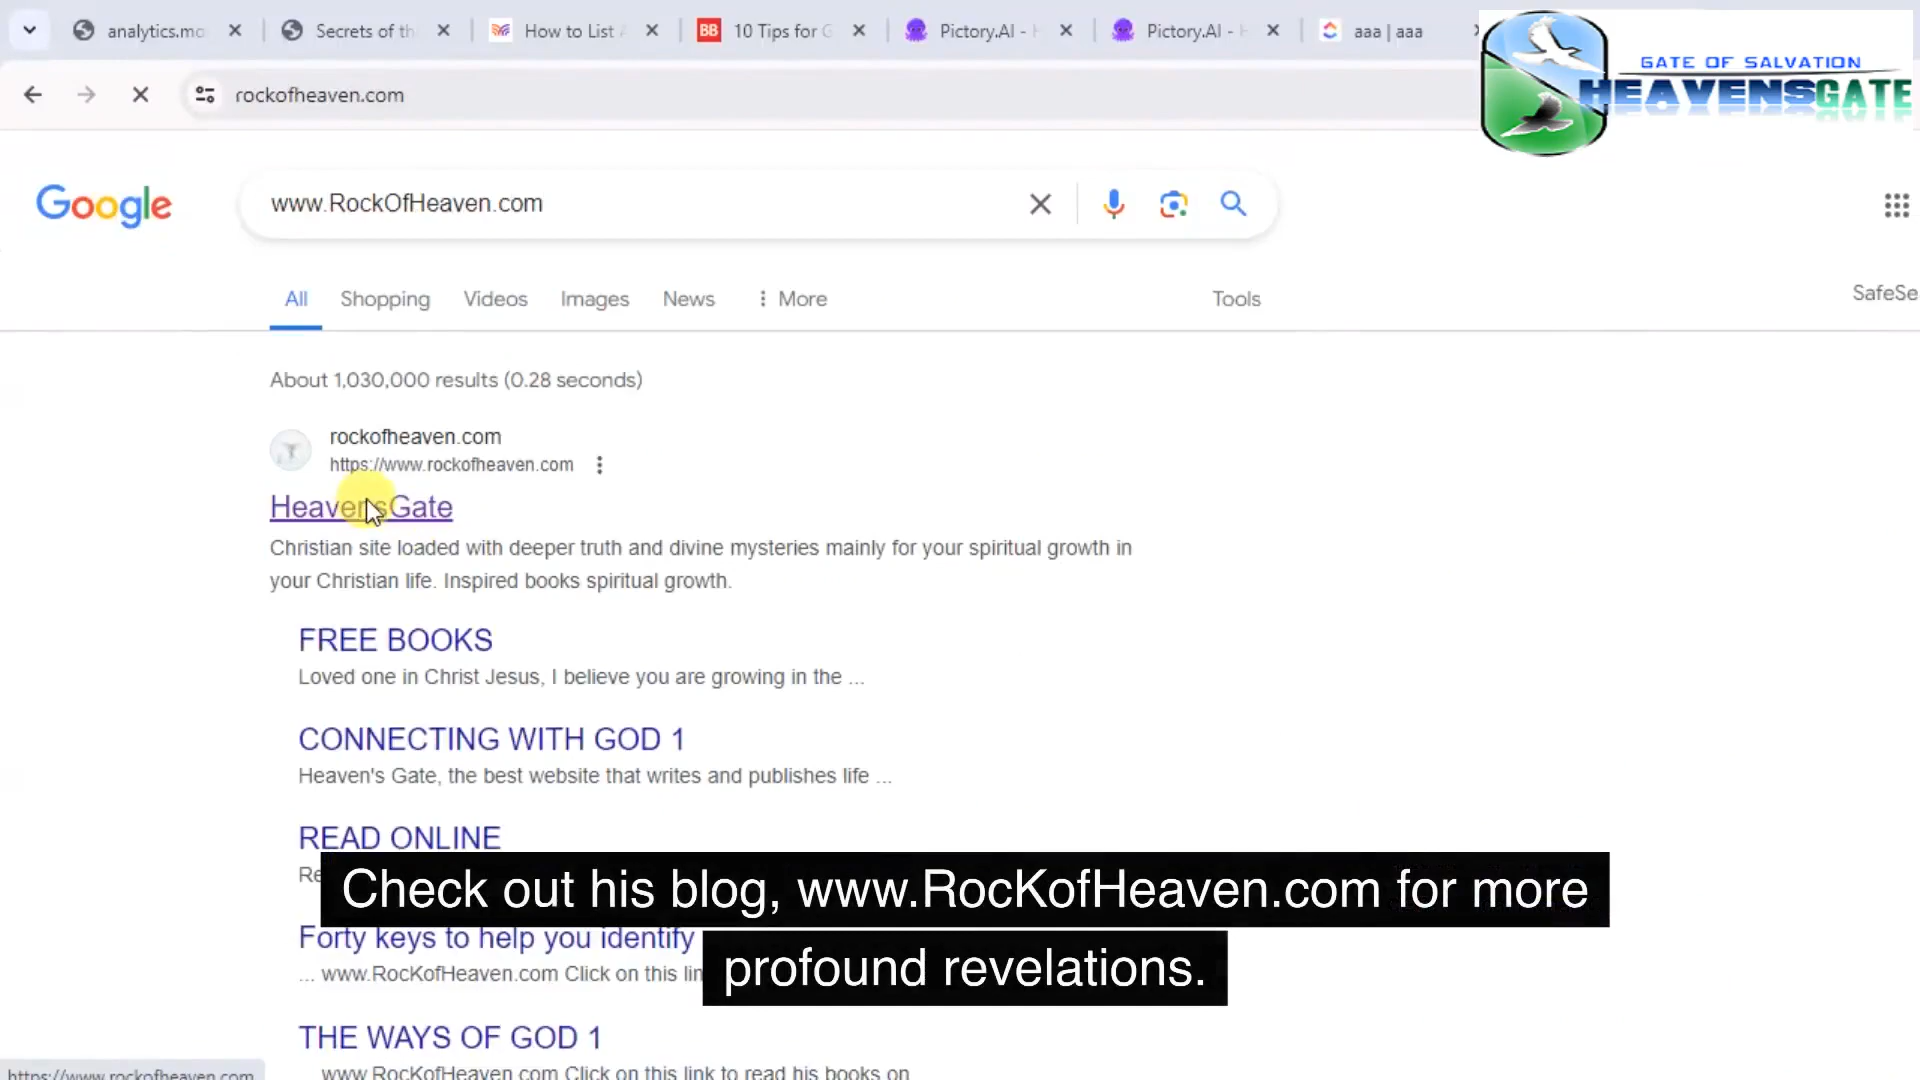 analytics.mo
Secrets of th
How to List
BB
10 Tips for G
Pictory.AI -
Pictory.AI -
aaa | aaa
GATE OF SALVATION
HEAVENSGATE
rockofheaven.com
Google
www.RockOfHeaven.com
All
Shopping
Videos
Images
News
More
Tools
SafeSe
About 1,030,000 results (0.28 seconds)
rockofheaven.com
https://www.rockofheaven.com
HeavensGate
Christian site loaded with deeper truth and divine mysteries mainly for your spiritual growth in
your Christian life. Inspired books spiritual growth.
FREE BOOKS
Loved one in Christ Jesus, I believe you are growing in the ...
CONNECTING WITH GOD 1
Heaven's Gate, the best website that writes and publishes life ...
READ ONLINE
Re
Check out his blog, www.RocKofHeaven.com for more
profound revelations.
Forty keys to help you identify
... www.RocKofHeaven.com Click on this lin
THE WAYS OF GOD 1
www.RocKofHeaven.com Click on this link to read his books on
https://www.rockofheaven.com